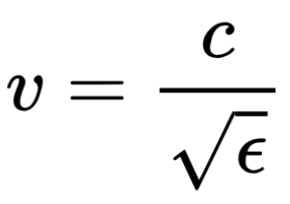 v = c / √ϵ